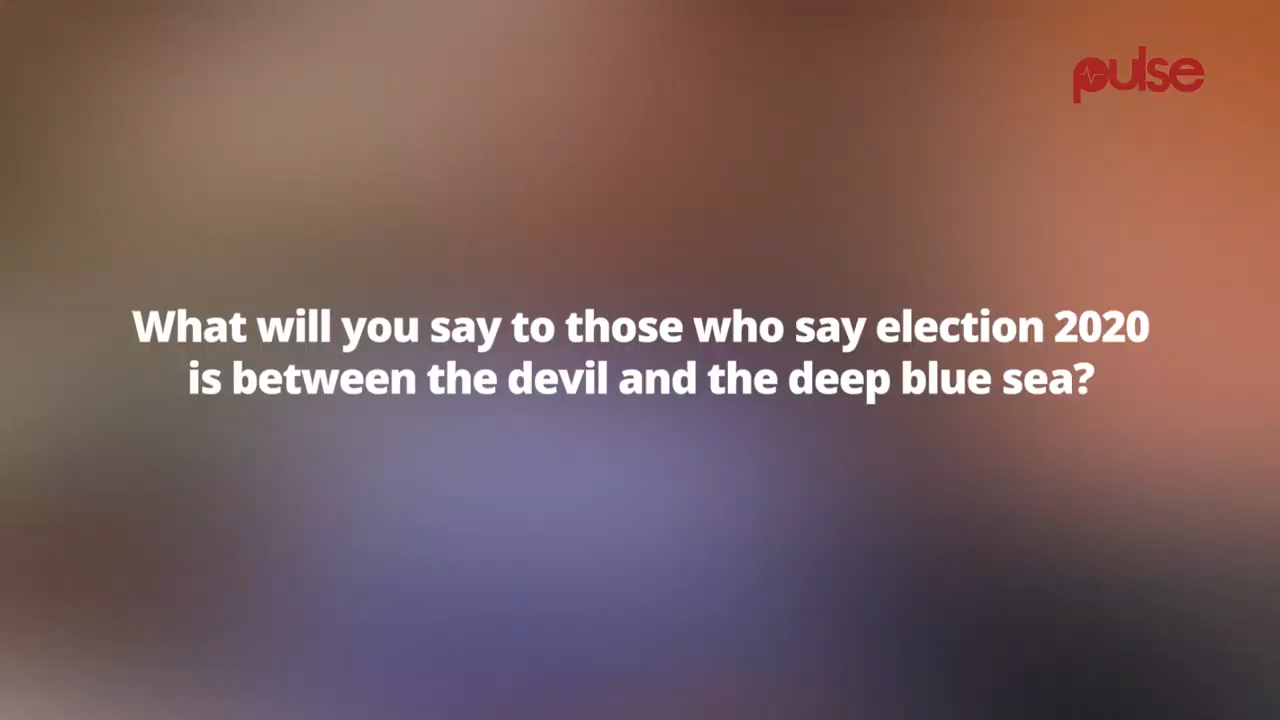 pulse
What will you say to those who say election 2020
is between the devil and the deep blue sea?